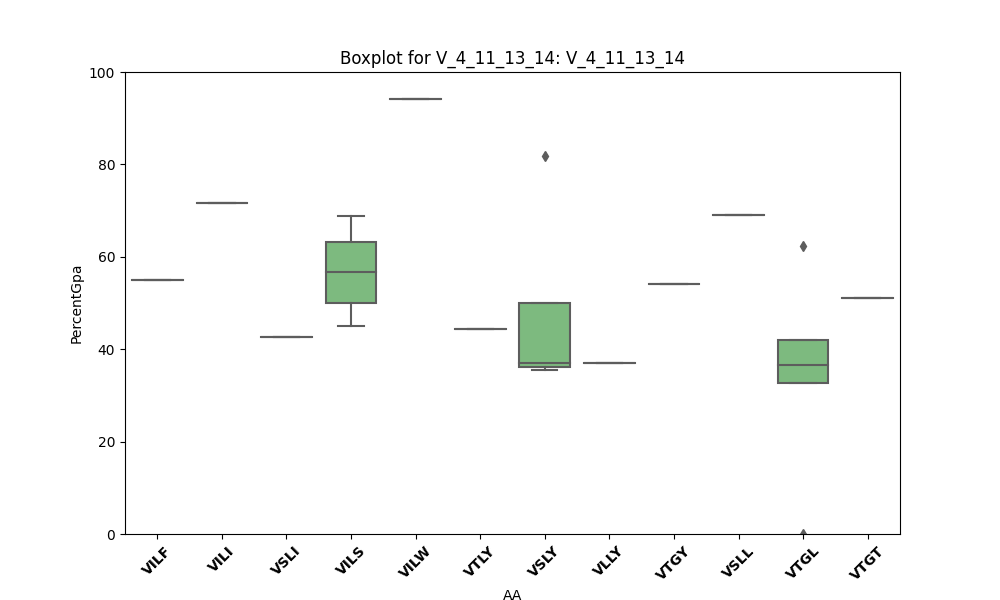 Boxplot for V_4_11_13_14: V_4_11_13_14
PercentGpa
100
80
60
40
20
0
VILF VILI VSLI VILS VILW VTLY VSLY VLLY VTGY VSLL VTGL VTGT
AA